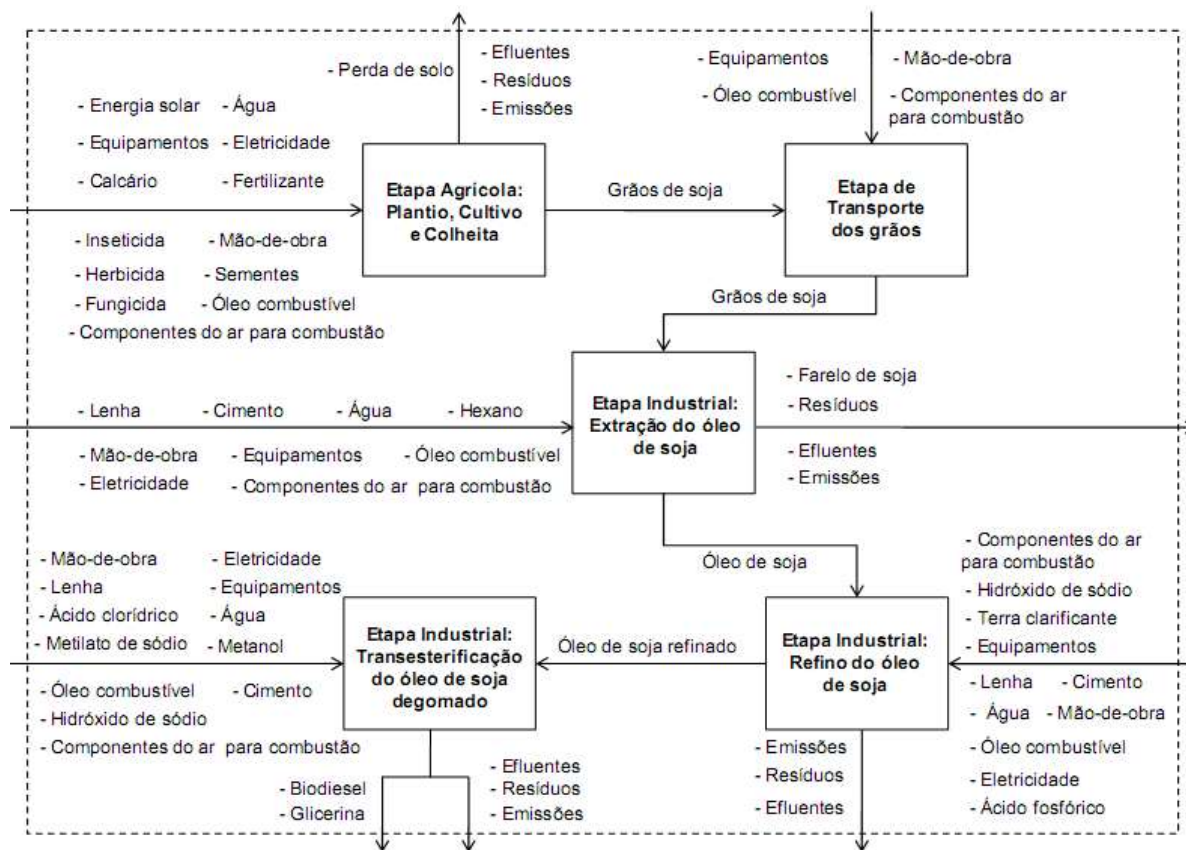 - Efluentes
- Perda de solo
- Resíduos
- Emissões
- Equipamentos
- Mão-de-obra
- Óleo combustível
- Componentes do ar
para combustão
- Energia solar - Água
- Equipamentos - Eletricidade
- Calcário - Fertilizante
Etapa Agrícola:
Plantio, Cultivo
e Colheita
Grãos de soja
Etapa de
Transporte
dos grãos
- Inseticida - Mão-de-obra
- Herbicida - Sementes
- Fungicida - Óleo combustível
- Componentes do ar para combustão
Grãos de soja
- Lenha - Cimento - Água - Hexano
- Mão-de-obra - Equipamentos - Óleo combustível
- Eletricidade - Componentes do ar para combustão
Etapa Industrial:
Extração do óleo
de soja
- Farelo de soja
- Resíduos
- Efluentes
- Emissões
Óleo de soja
- Componentes do ar
para combustão
- Hidróxido de sódio
- Terra clarificante
- Equipamentos
- Lenha - Cimento
- Água - Mão-de-obra
- Óleo combustível
- Eletricidade
- Ácido fosfórico
Etapa Industrial:
Refino do óleo
de soja
- Emissões
- Resíduos
- Efluentes
Óleo de soja refinado
- Mão-de-obra - Eletricidade
- Lenha - Equipamentos
- Ácido clorídrico - Água
- Metilato de sódio - Metanol
- Óleo combustível - Cimento
- Hidróxido de sódio
- Componentes do ar para combustão
Etapa Industrial:
Transesterificação
do óleo de soja
degomado
- Biodiesel
- Glicerina
- Efluentes
- Resíduos
- Emissões